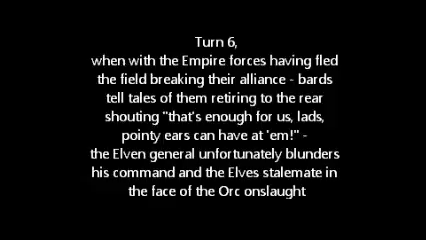 Turn 6,
when with the Empire forces having fled
the field breaking their alliance - bards
tell tales of them retiring to the rear
shouting "that's enough for us, lads,
pointy ears can have at 'em!" -
the Elven general unfortunately blunders
his command and the Elves stalemate in
the face of the Orc onslaught